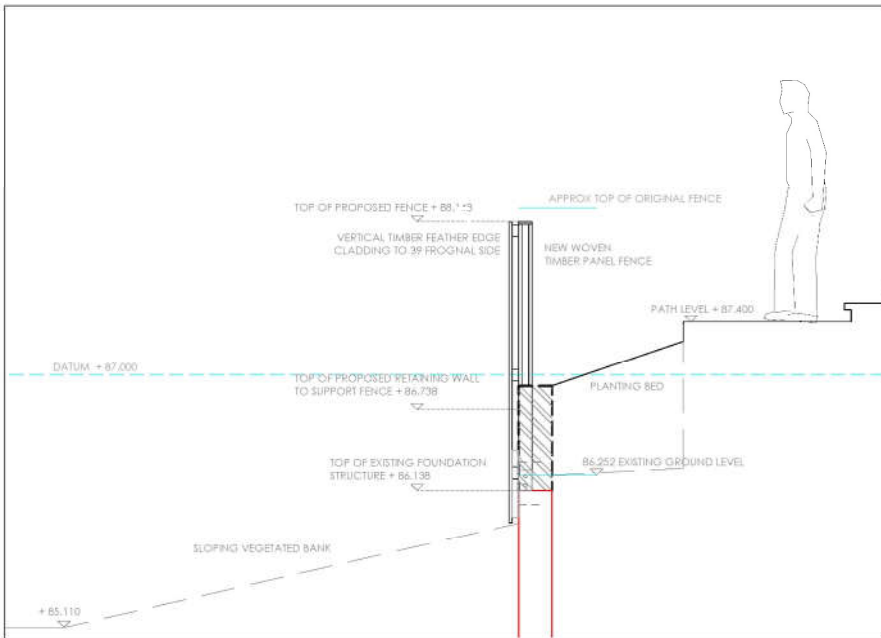 APPROX TOP OF ORIGINAL FENCE
TOP OF PROPOSED FENCE +
VERTICAL TIMBER FEATHER EDGE
CLADDING TO 39 FROGNAL SIDE
NEW WOVEN
TIMBER PANEL FENCE
PATH LEVEL + 87.400
DATUM + 87.000
TOP OF PROPOSED RETAINING WALL
TO SUPPORT FENCE + 86.738
PLANTING BED
TOP OF EXISTING FOUNDATION
STRUCTURE + 86.138
86.252 EXISTING GROUND LEVEL
SLOPING VEGETATED BANK
+ 85.110